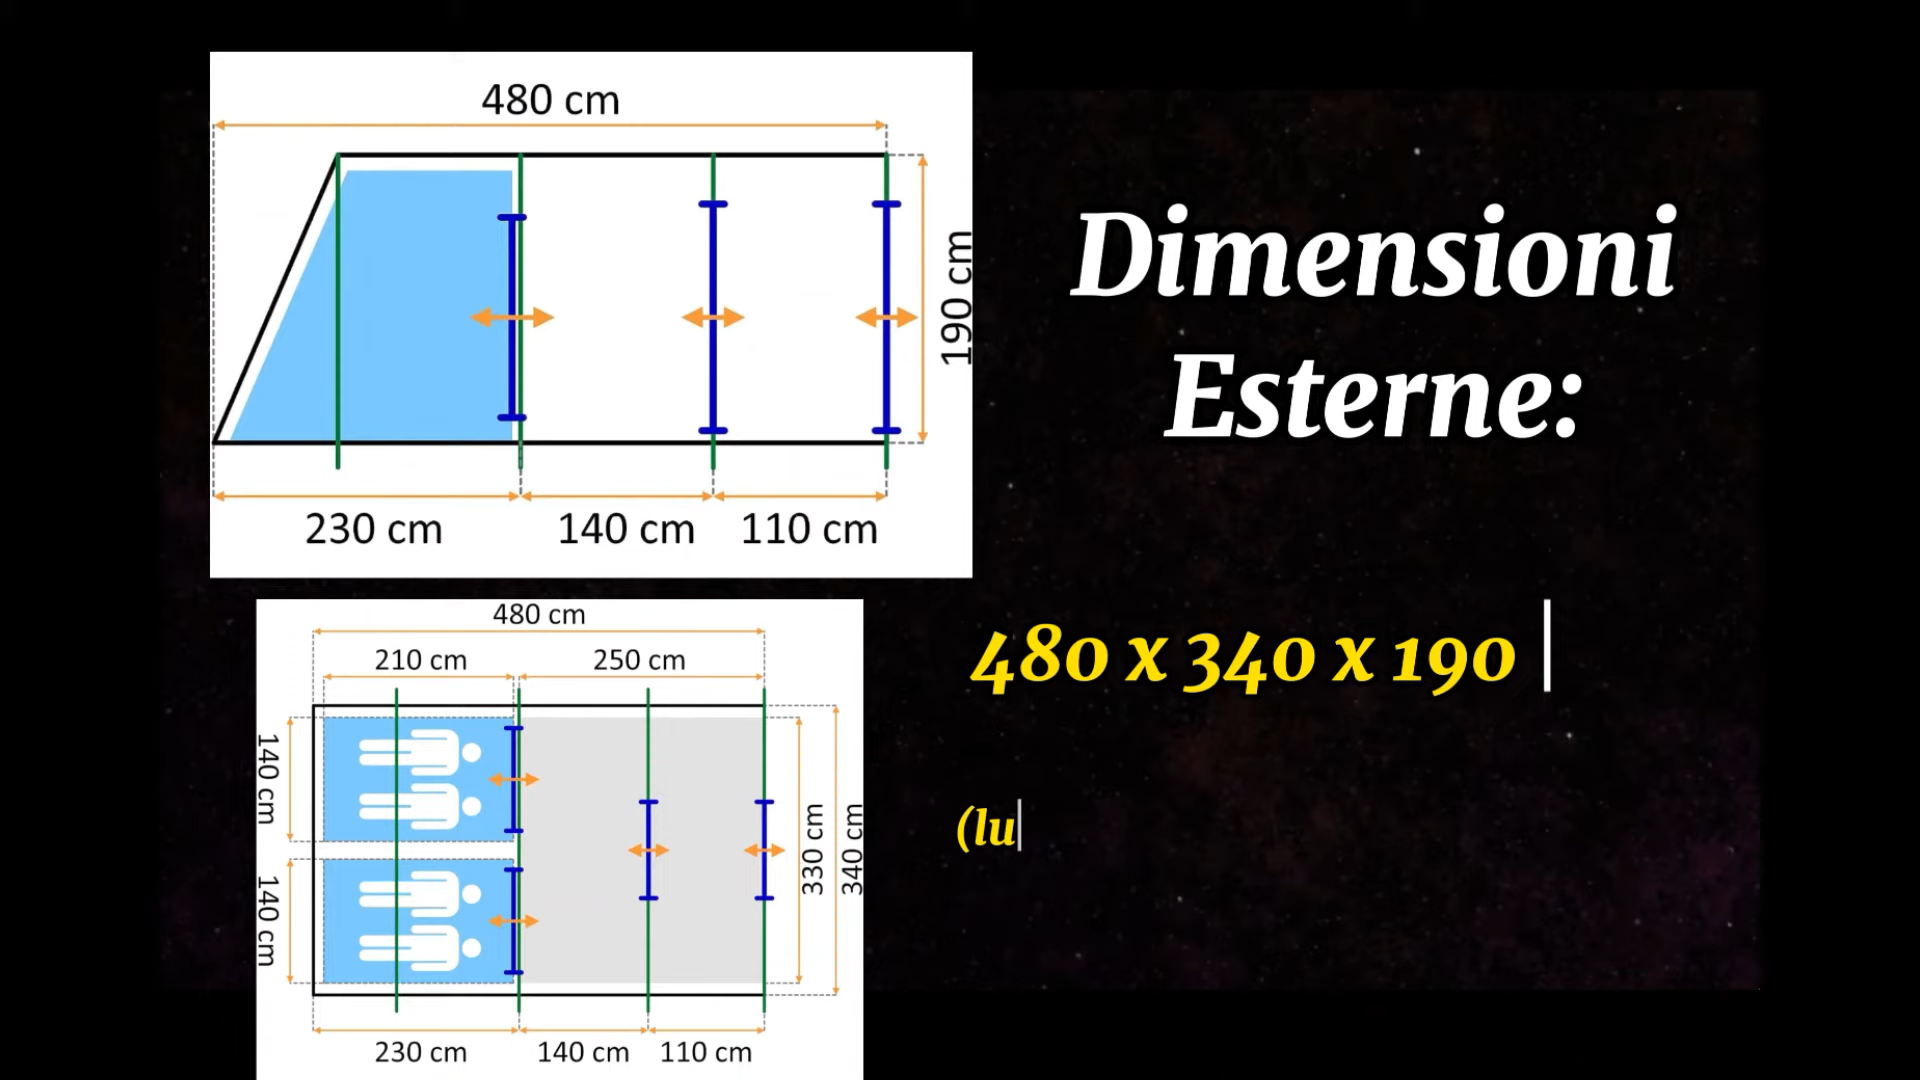 480 cm
190 cm
230 cm
140 cm
110 cm
480 cm
210 cm
250 cm
140 cm
140 cm
330 cm
340 cm
230 cm
140 cm
110 cm
Dimensioni
Esterne:
480 x 340 x 190
(lu